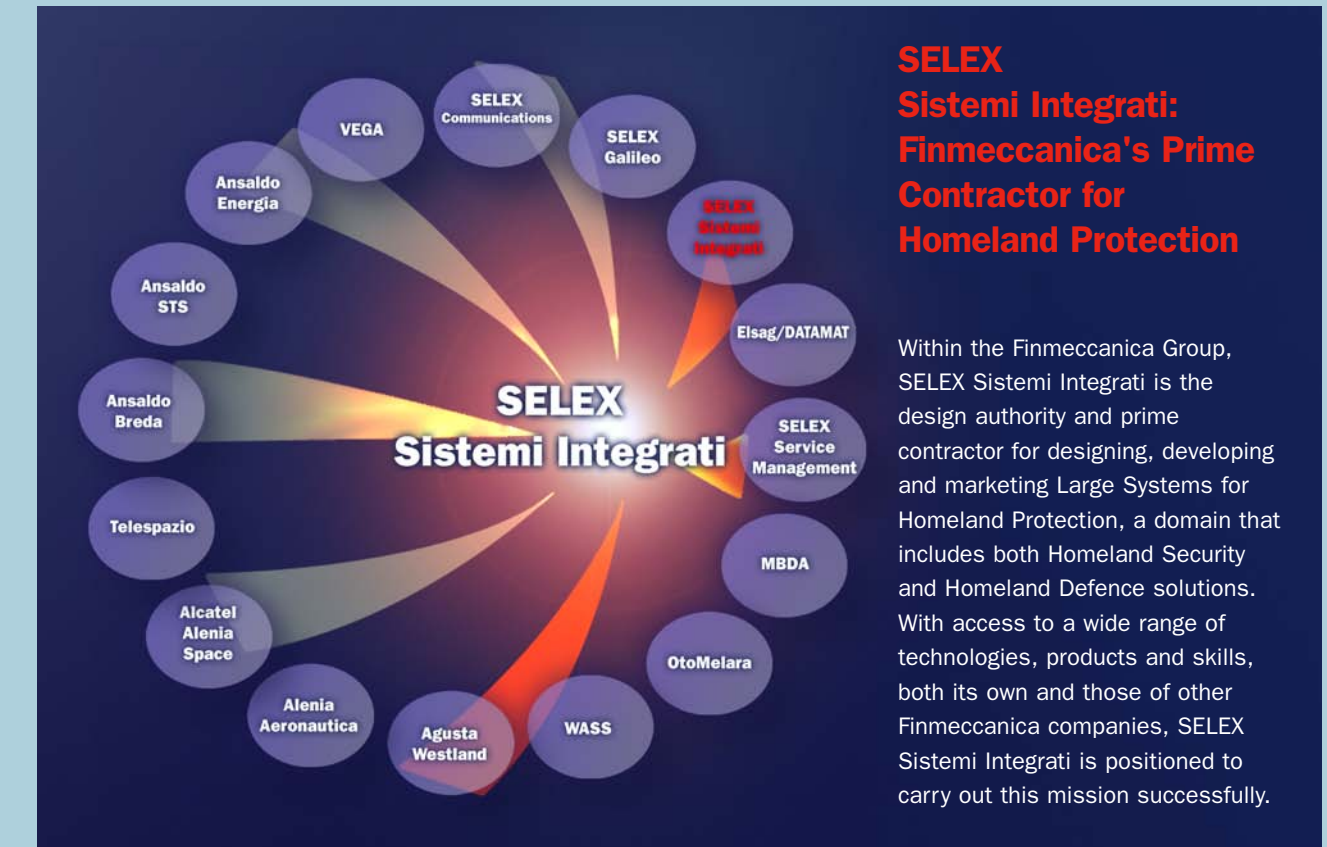 SELEX
Communications
VEGA
SELEX
Galileo
Ansaldo
Energia
SELEX
Sistemi
Integrati
Ansaldo
STS
Elsag/DATAMAT
Ansaldo
Breda
SELEX
Sistemi Integrati
SELEX
Service
Management
Telespazio
MBDA
Alcatel
Alenia
Space
OtoMelara
Alenia
Aeronautica
Agusta
Westland
WASS
SELEX
Sistemi Integrati:
Finmeccanica's Prime
Contractor for
Homeland Protection
Within the Finmeccanica Group,
SELEX Sistemi Integrati is the
design authority and prime
contractor for designing, developing
and marketing Large Systems for
Homeland Protection, a domain that
includes both Homeland Security
and Homeland Defence solutions.
With access to a wide range of
technologies, products and skills,
both its own and those of other
Finmeccanica companies, SELEX
Sistemi Integrati is positioned to
carry out this mission successfully.